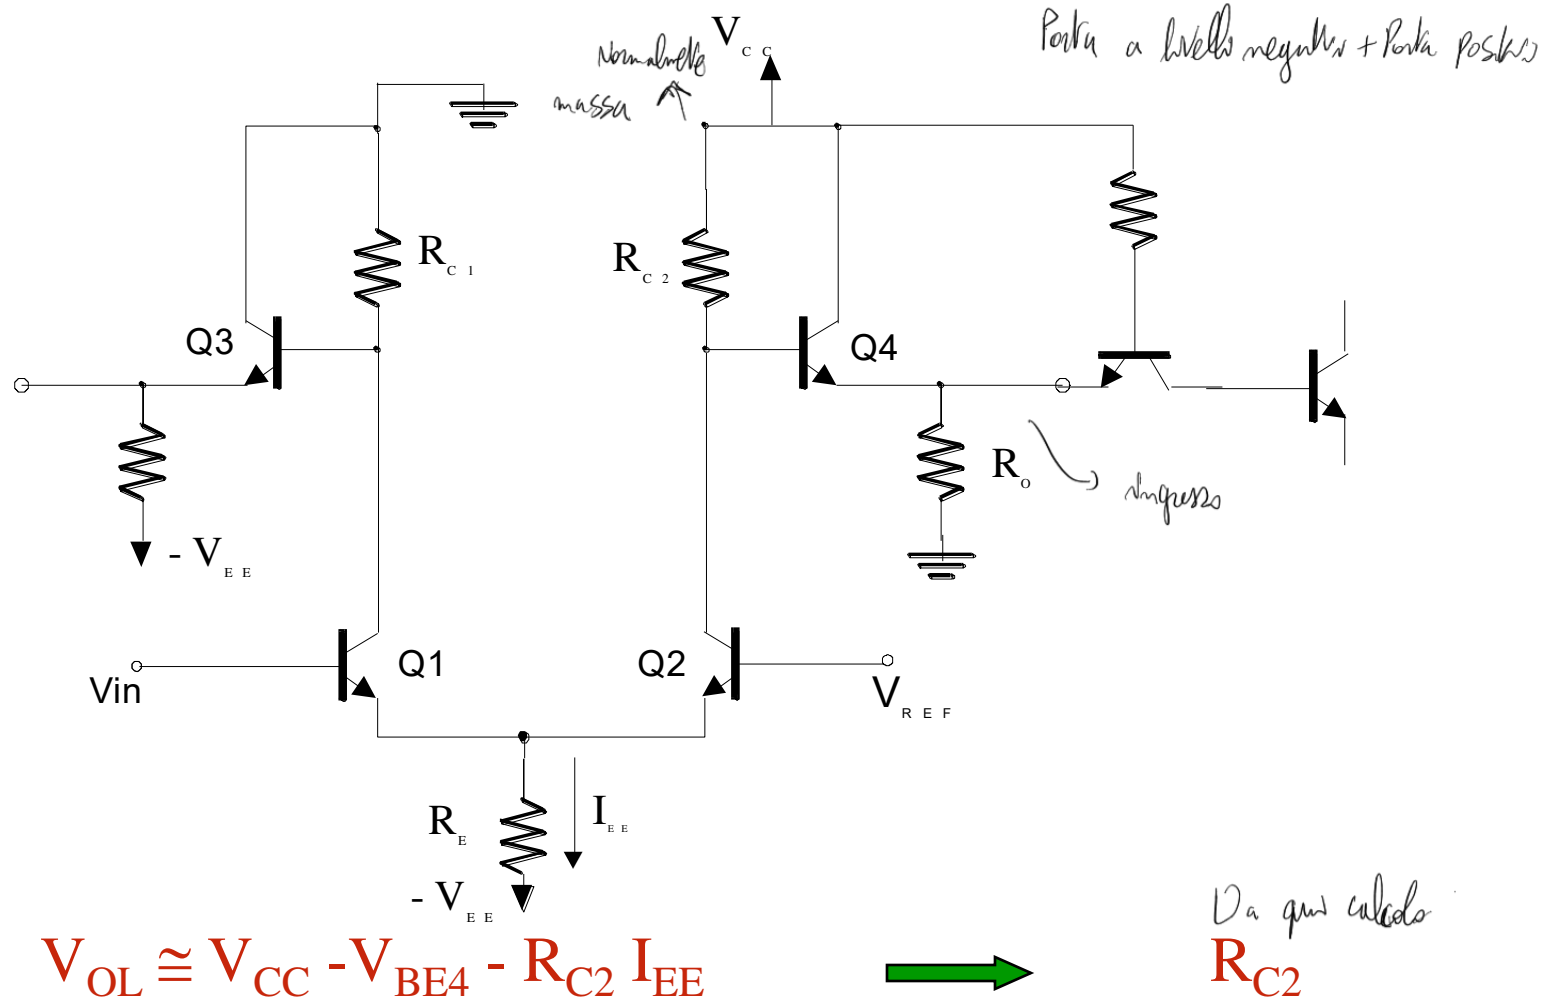 V CC
Porta a livello negativo + Porta positivo
Normalmente
massa
R C1
R C2
Q3
Q4
R O
ingresso
- V EE
Q1
Q2
Vin
V REF
R E
I EE
- V EE
Da qui calcolo
V OL ≅ V CC -V BE4 - R C2 I EE
R C2